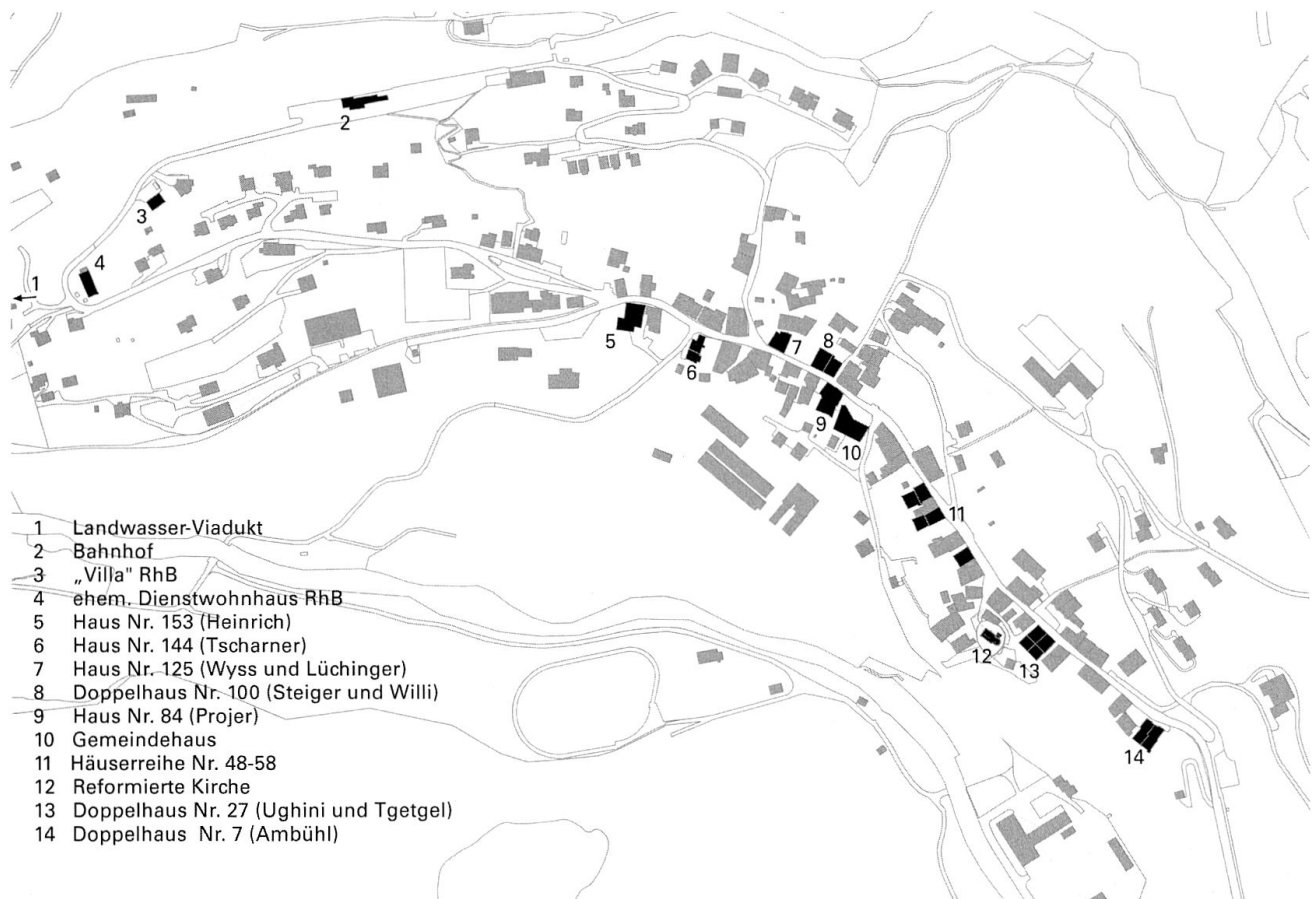 2
3
1
4
5
6
7
8
9
10
11
12
13
14
1 Landwasser-Viadukt
2 Bahnhof
3 „Villa" RhB
4 ehem. Dienstwohnhaus RhB
5 Haus Nr. 153 (Heinrich)
6 Haus Nr. 144 (Tscharner)
7 Haus Nr. 125 (Wyss und Lüchinger)
8 Doppelhaus Nr. 100 (Steiger und Willi)
9 Haus Nr. 84 (Projer)
10 Gemeindehaus
11 Häuserreihe Nr. 48-58
12 Reformierte Kirche
13 Doppelhaus Nr. 27 (Ughini und Tgetgel)
14 Doppelhaus Nr. 7 (Ambühl)